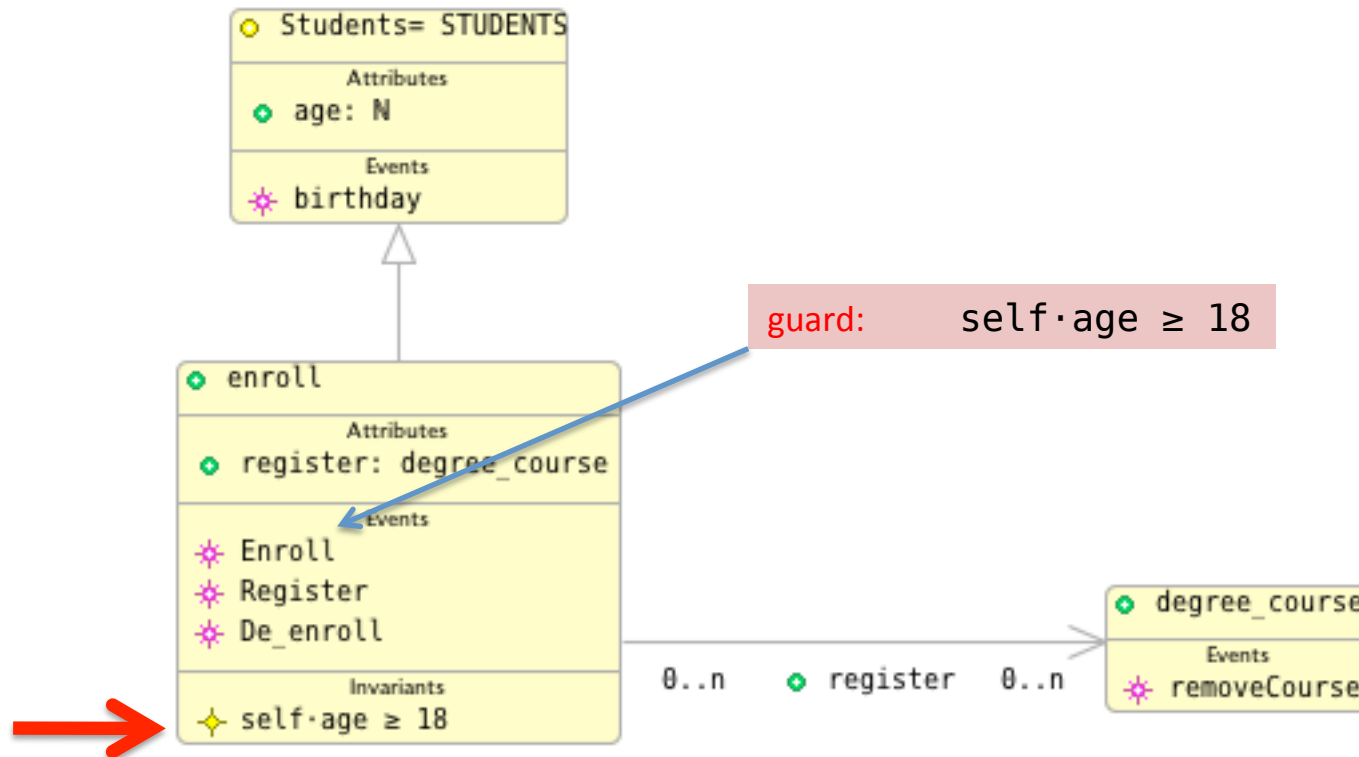 Students= STUDENTS
Attributes
age: N
Events
birthday
guard: self·age ≥ 18
enroll
Attributes
register: degree_course
Events
Enroll
Register
De_enroll
Invariants
self·age ≥ 18
0..n register 0..n
degree_course
Events
removeCourse